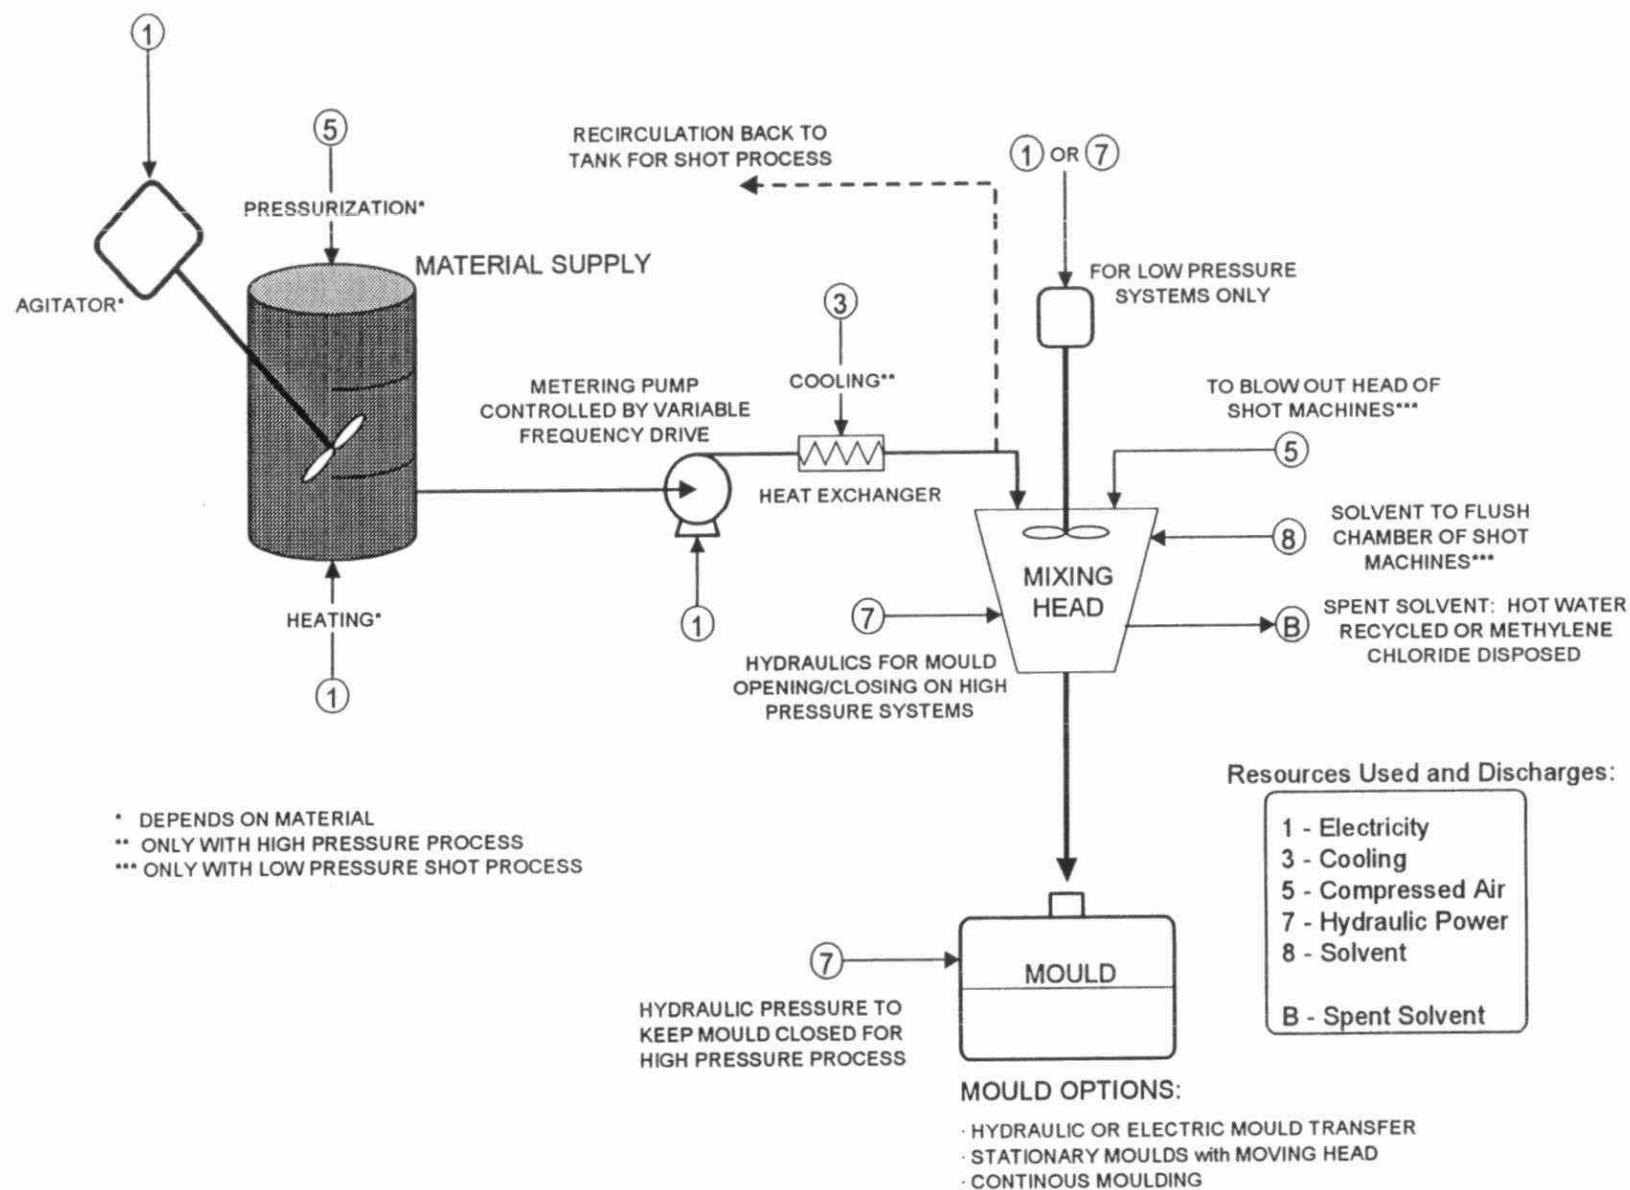 1
5
PRESSURIZATION*
MATERIAL SUPPLY
AGITATOR*
HEATING*
1
RECIRCULATION BACK TO
TANK FOR SHOT PROCESS
1 OR 7
FOR LOW PRESSURE
SYSTEMS ONLY
3
COOLING**
METERING PUMP
CONTROLLED BY VARIABLE
FREQUENCY DRIVE
HEAT EXCHANGER
1
TO BLOW OUT HEAD OF
SHOT MACHINES***
5
SOLVENT TO FLUSH
8 CHAMBER OF SHOT
MACHINES***
MIXING
HEAD
7
HYDRAULICS FOR MOULD
OPENING/CLOSING ON HIGH
PRESSURE SYSTEMS
SPENT SOLVENT: HOT WATER
B RECYCLED OR METHYLENE
CHLORIDE DISPOSED
* DEPENDS ON MATERIAL
** ONLY WITH HIGH PRESSURE PROCESS
*** ONLY WITH LOW PRESSURE SHOT PROCESS
Resources Used and Discharges:
1 - Electricity
3 - Cooling
5 - Compressed Air
7 - Hydraulic Power
8 - Solvent
B - Spent Solvent
7
MOULD
HYDRAULIC PRESSURE TO
KEEP MOULD CLOSED FOR
HIGH PRESSURE PROCESS
MOULD OPTIONS:
· HYDRAULIC OR ELECTRIC MOULD TRANSFER
· STATIONARY MOULDS with MOVING HEAD
· CONTINOUS MOULDING